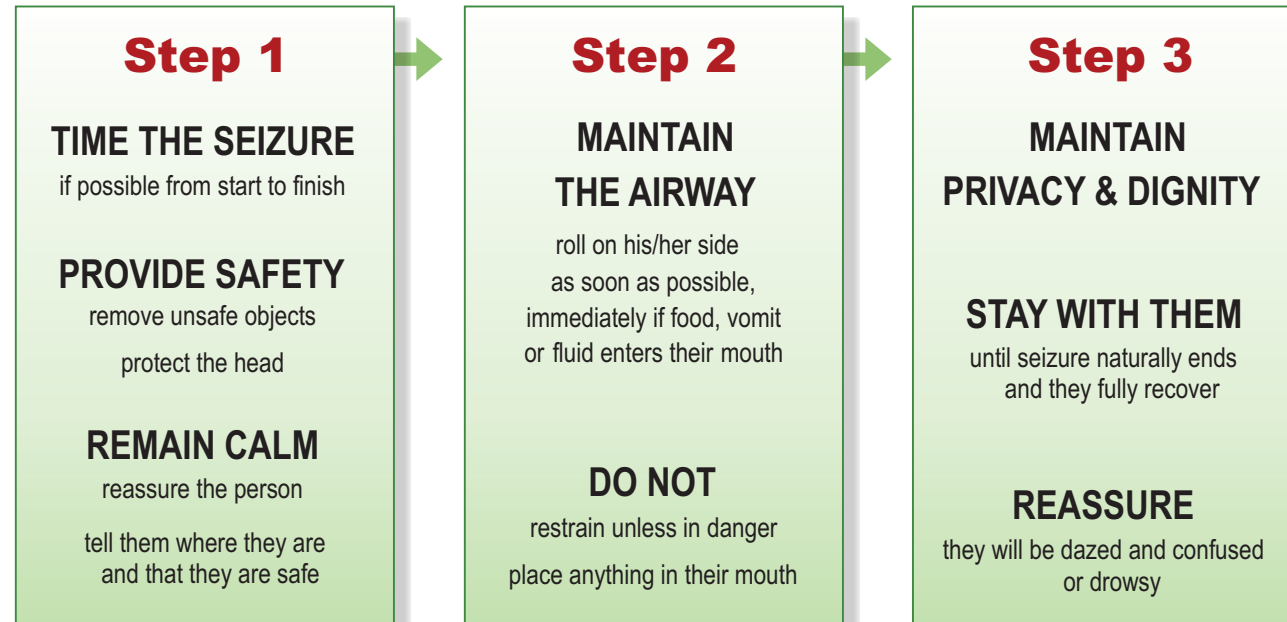 Step 1
TIME THE SEIZURE
if possible from start to finish
PROVIDE SAFETY
remove unsafe objects
protect the head
REMAIN CALM
reassure the person
tell them where they are
and that they are safe
Step 2
MAINTAIN
THE AIRWAY
roll on his/her side
as soon as possible,
immediately if food, vomit
or fluid enters their mouth
DO NOT
restrain unless in danger
place anything in their mouth
Step 3
MAINTAIN
PRIVACY & DIGNITY
STAY WITH THEM
until seizure naturally ends
and they fully recover
REASSURE
they will be dazed and confused
or drowsy